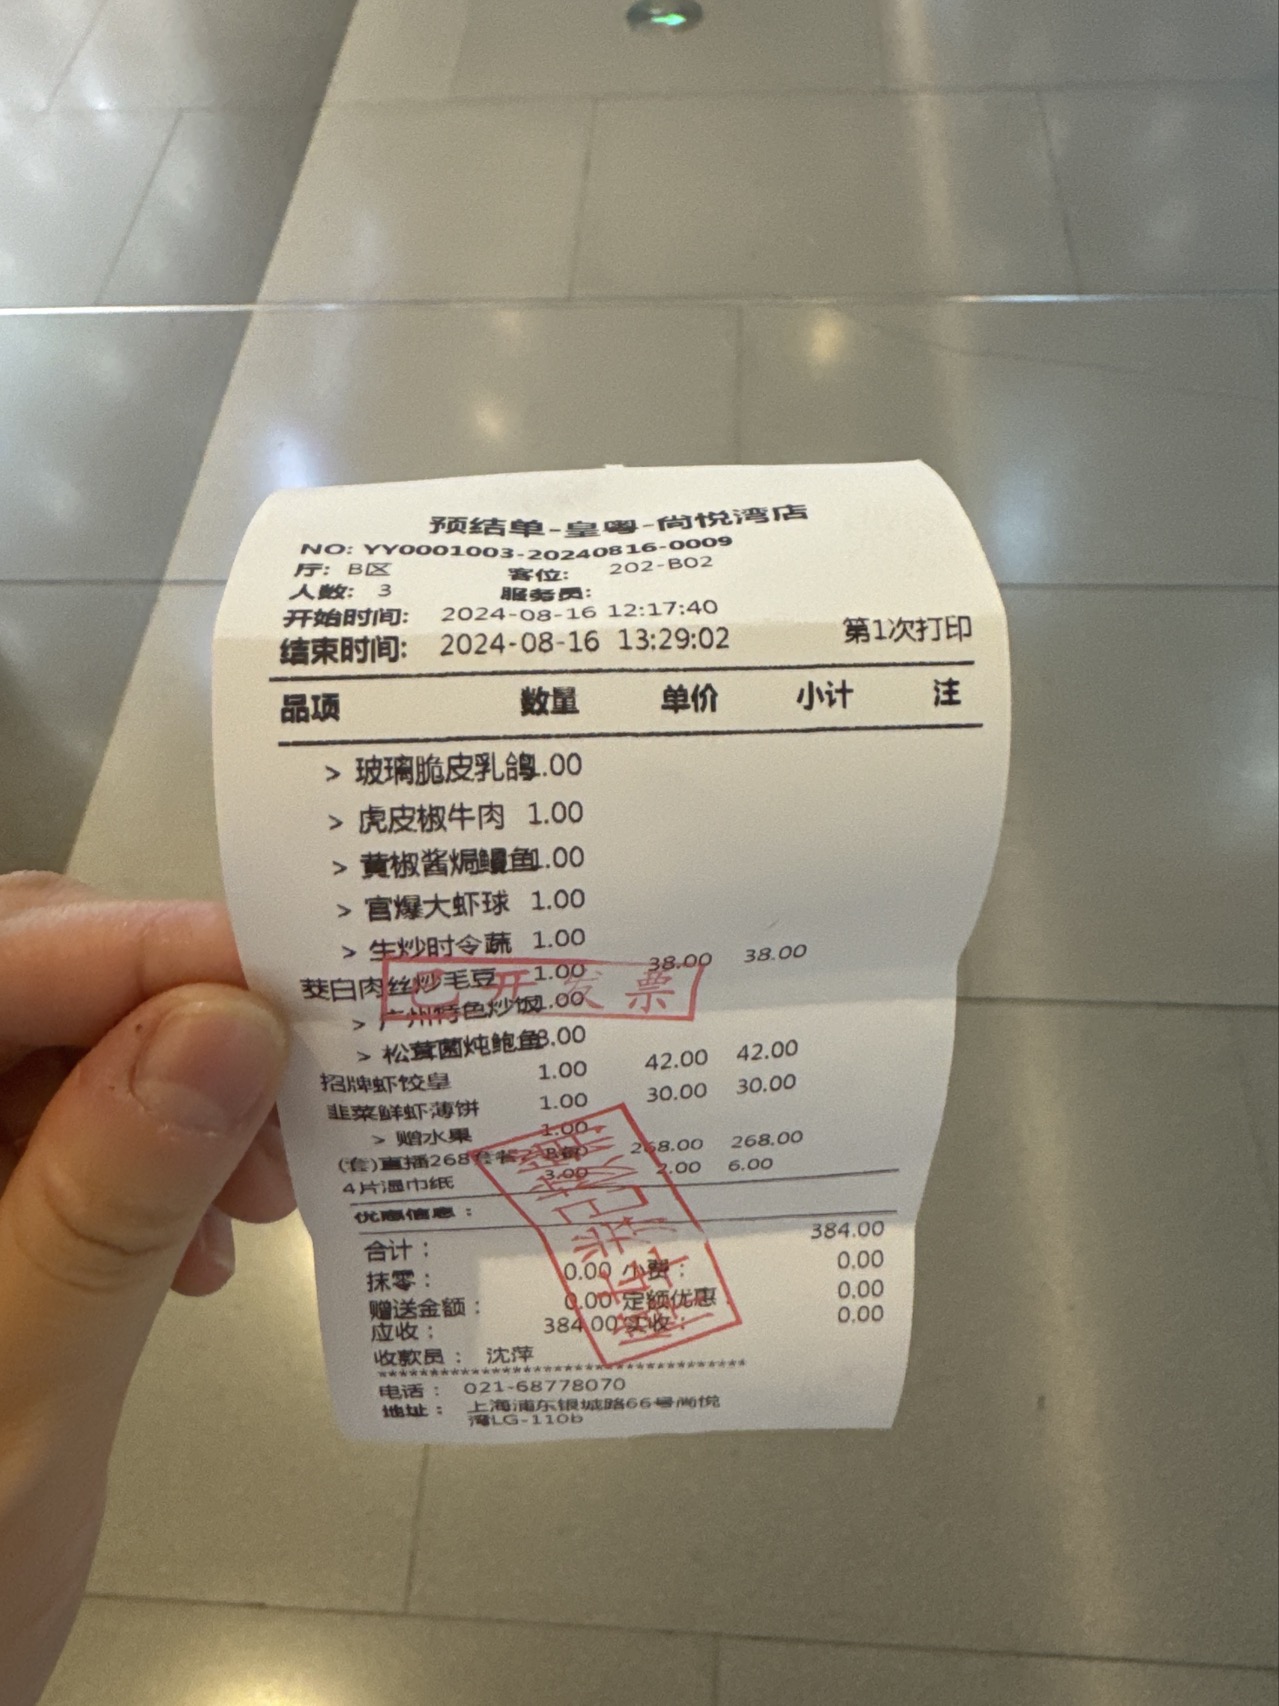 预结单-皇粤-尚悦湾店
NO: YY0001003-20240816-0009
厅: B区 客位: 202-B02
人数: 3 服务员:
开始时间: 2024-08-16 12:17:40
结束时间: 2024-08-16 13:29:02 第1次打印
品项 数量 单价 小计 注
> 玻璃脆皮乳鸽 1.00
> 虎皮椒牛肉 1.00
> 黄椒酱焗鳗鱼 1.00
> 官爆大虾球 1.00
> 生炒时令蔬 1.00
茭白肉丝炒毛豆 1.00 38.00 38.00
已开发票
> 广州特色炒饭 1.00
> 松茸菌炖鲍鱼 3.00
招牌虾饺皇 1.00 42.00 42.00
韭菜鲜虾薄饼 1.00 30.00 30.00
> 赠水果 1.00
(套)直播268套餐 268.00 268.00
4片湿巾纸 3.00 2.00 6.00
优惠信息:
合计: 384.00
抹零: 0.00 小费: 0.00
赠送金额: 0.00 定额优惠 0.00
应收: 384.00 实收: 0.00
收款员: 沈萍
电话: 021-68778070
地址: 上海浦东银城路66号尚悦
湾LG-110b